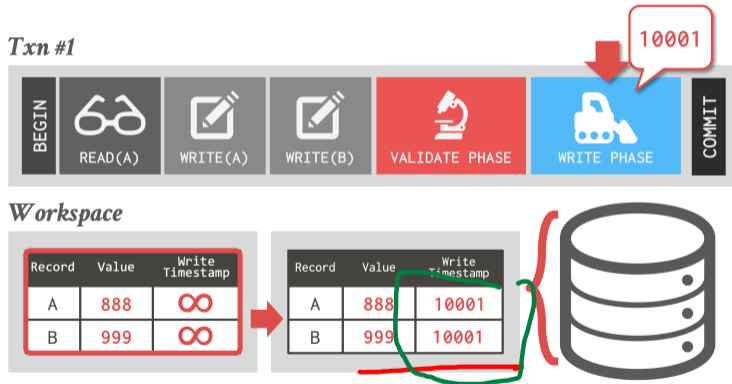 Txn #1
10001
BEGIN
READ(A)
WRITE(A)
WRITE(B)
VALIDATE PHASE
WRITE PHASE
COMMIT
Workspace
Record Value Write Timestamp
A 888 ∞
B 999 ∞
Record Value Write Timestamp
A 888 10001
B 999 10001